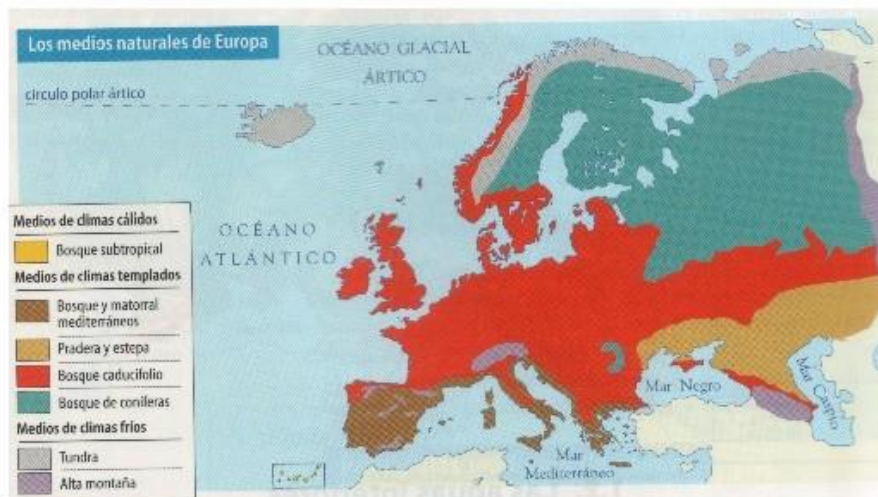 Los medios naturales de Europa
OCÉANO GLACIAL
ÁRTICO
círculo polar ártico
OCÉANO
ATLÁNTICO
Medios de climas cálidos
Bosque subtropical
Medios de climas templados
Bosque y matorral
mediterráneos
Pradera y estepa
Bosque caducifolio
Bosque de coníferas
Medios de climas fríos
Tundra
Alta montaña
Mar Negro
Mar Caspio
Mar
Mediterráneo